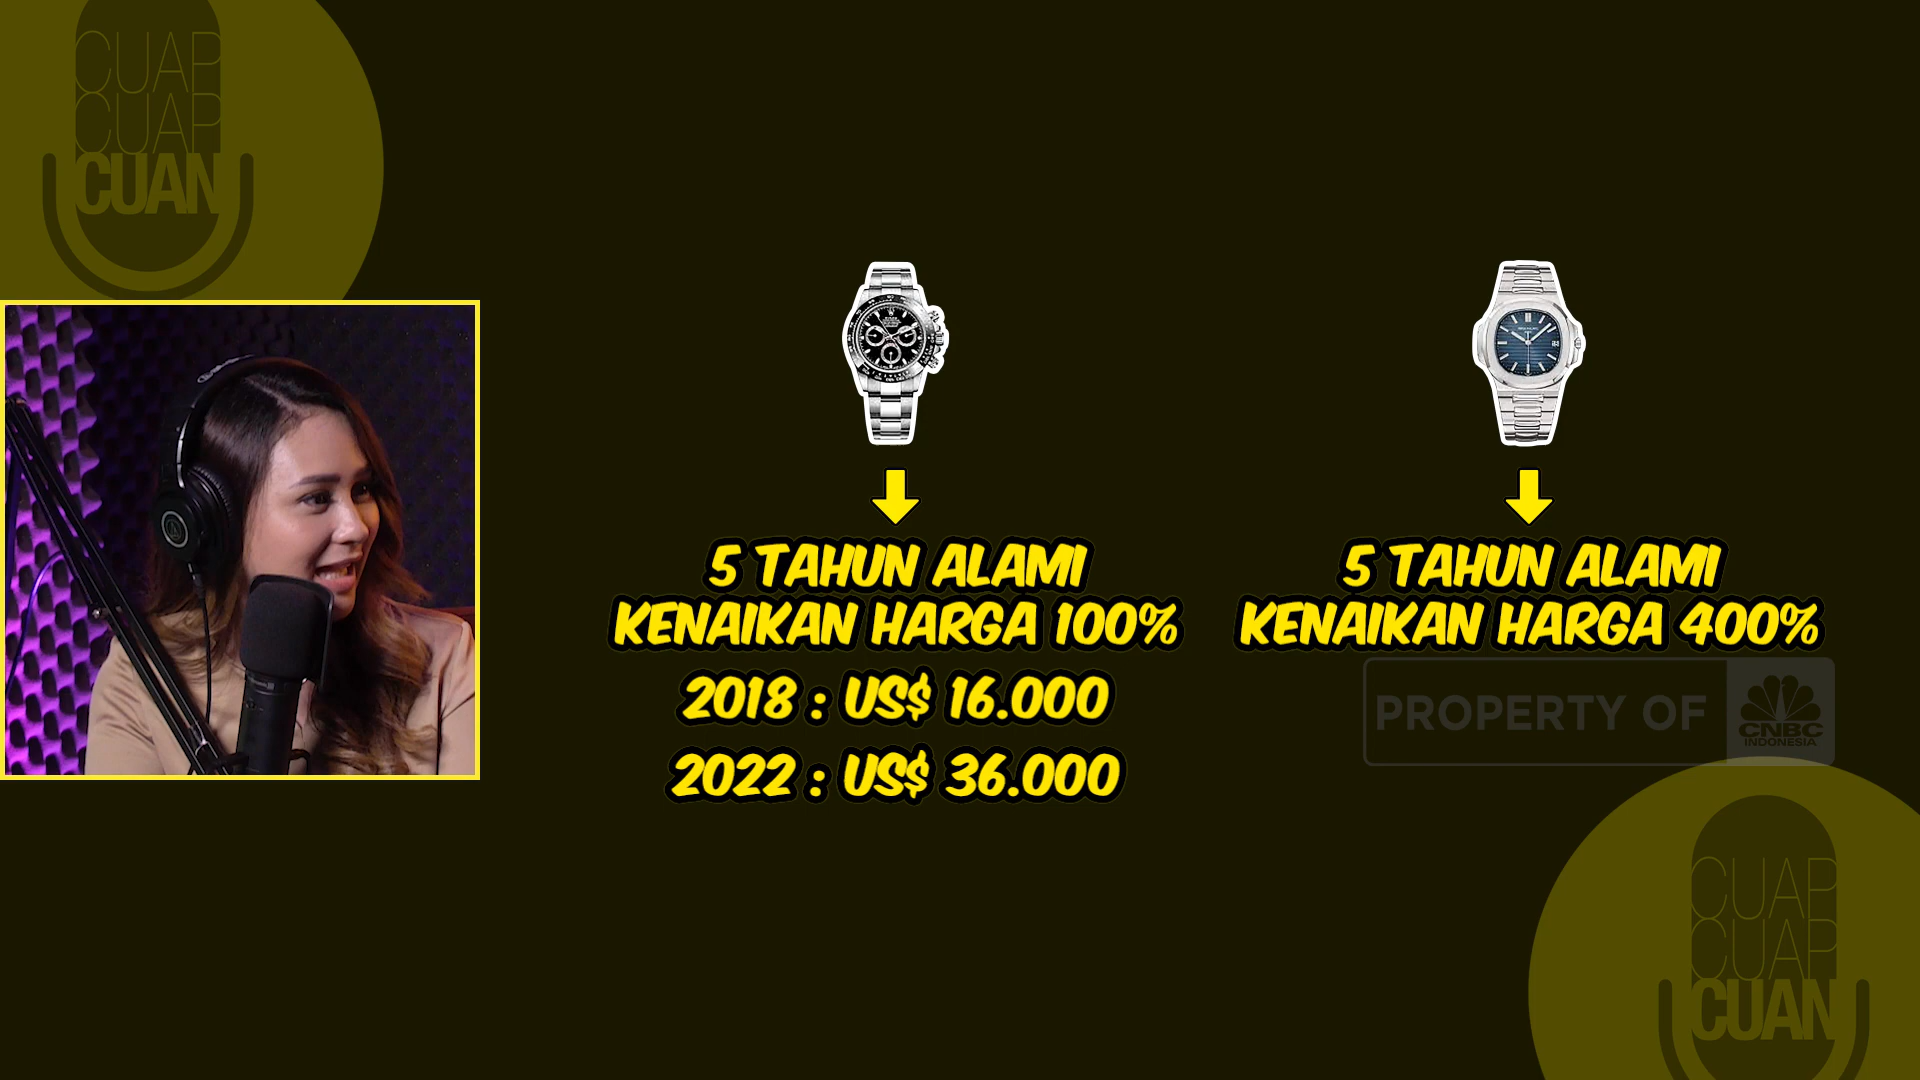 CUAP
CUAP
CUAN
5 TAHUN ALAMI
KENAIKAN HARGA 100%
2018 : US$ 16.000
2022 : US$ 36.000
5 TAHUN ALAMI
KENAIKAN HARGA 400%
PROPERTY OF
CNBC
INDONESIA
CUAP
CUAP
CUAN